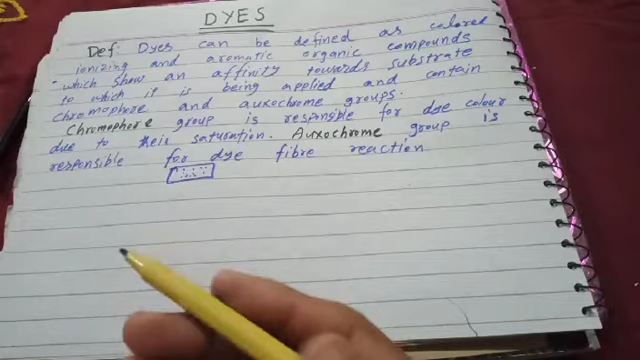 DYES
Def: Dyes can be defined as colored
ionizing and aromatic organic compounds
which show an affinity towards substrate
to which it is being applied and contain
chromophore and auxochrome groups.
Chromophore group is responsible for dye colour
due to their saturation. Auxochrome group is
responsible for dye fibre reaction